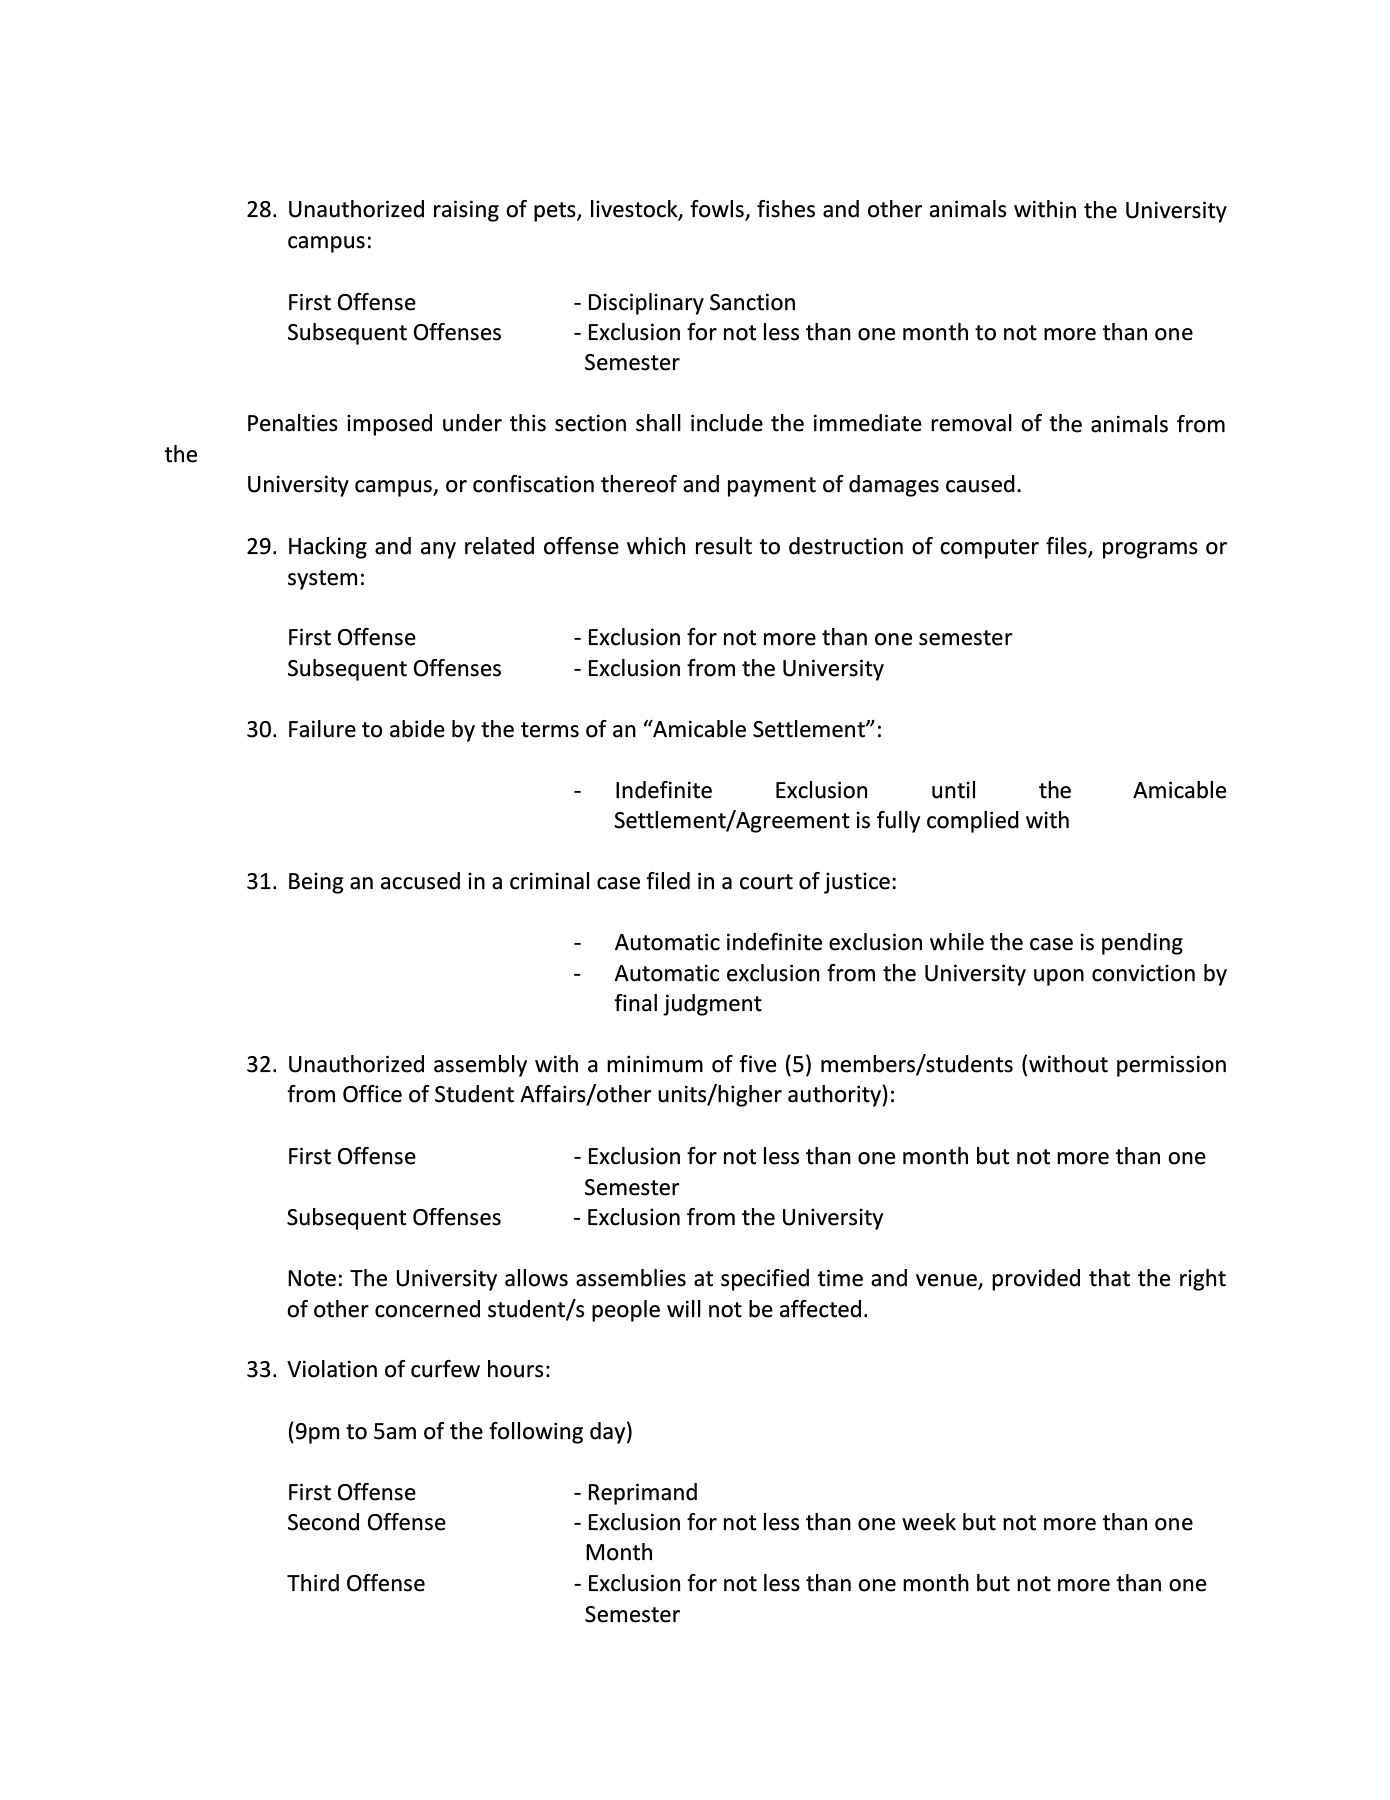 28. Unauthorized raising of pets, livestock, fowls, fishes and other animals within the University
campus:
First Offense - Disciplinary Sanction
Subsequent Offenses - Exclusion for not less than one month to not more than one
Semester
Penalties imposed under this section shall include the immediate removal of the animals from
the
University campus, or confiscation thereof and payment of damages caused.
29. Hacking and any related offense which result to destruction of computer files, programs or
system:
First Offense - Exclusion for not more than one semester
Subsequent Offenses - Exclusion from the University
30. Failure to abide by the terms of an “Amicable Settlement”:
- Indefinite Exclusion until the Amicable
Settlement/Agreement is fully complied with
31. Being an accused in a criminal case filed in a court of justice:
- Automatic indefinite exclusion while the case is pending
- Automatic exclusion from the University upon conviction by
final judgment
32. Unauthorized assembly with a minimum of five (5) members/students (without permission
from Office of Student Affairs/other units/higher authority):
First Offense - Exclusion for not less than one month but not more than one
Semester
Subsequent Offenses - Exclusion from the University
Note: The University allows assemblies at specified time and venue, provided that the right
of other concerned student/s people will not be affected.
33. Violation of curfew hours:
(9pm to 5am of the following day)
First Offense - Reprimand
Second Offense - Exclusion for not less than one week but not more than one
Month
Third Offense - Exclusion for not less than one month but not more than one
Semester